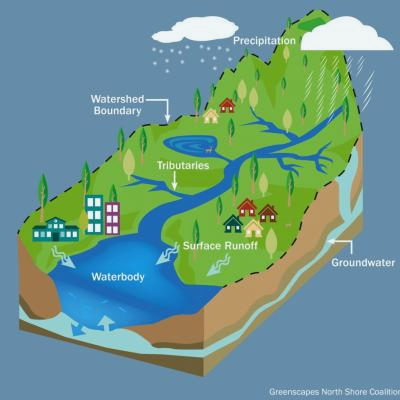 Precipitation
Watershed
Boundary
Tributaries
Surface Runoff
Waterbody
Groundwater
Greenscapes North Shore Coalition